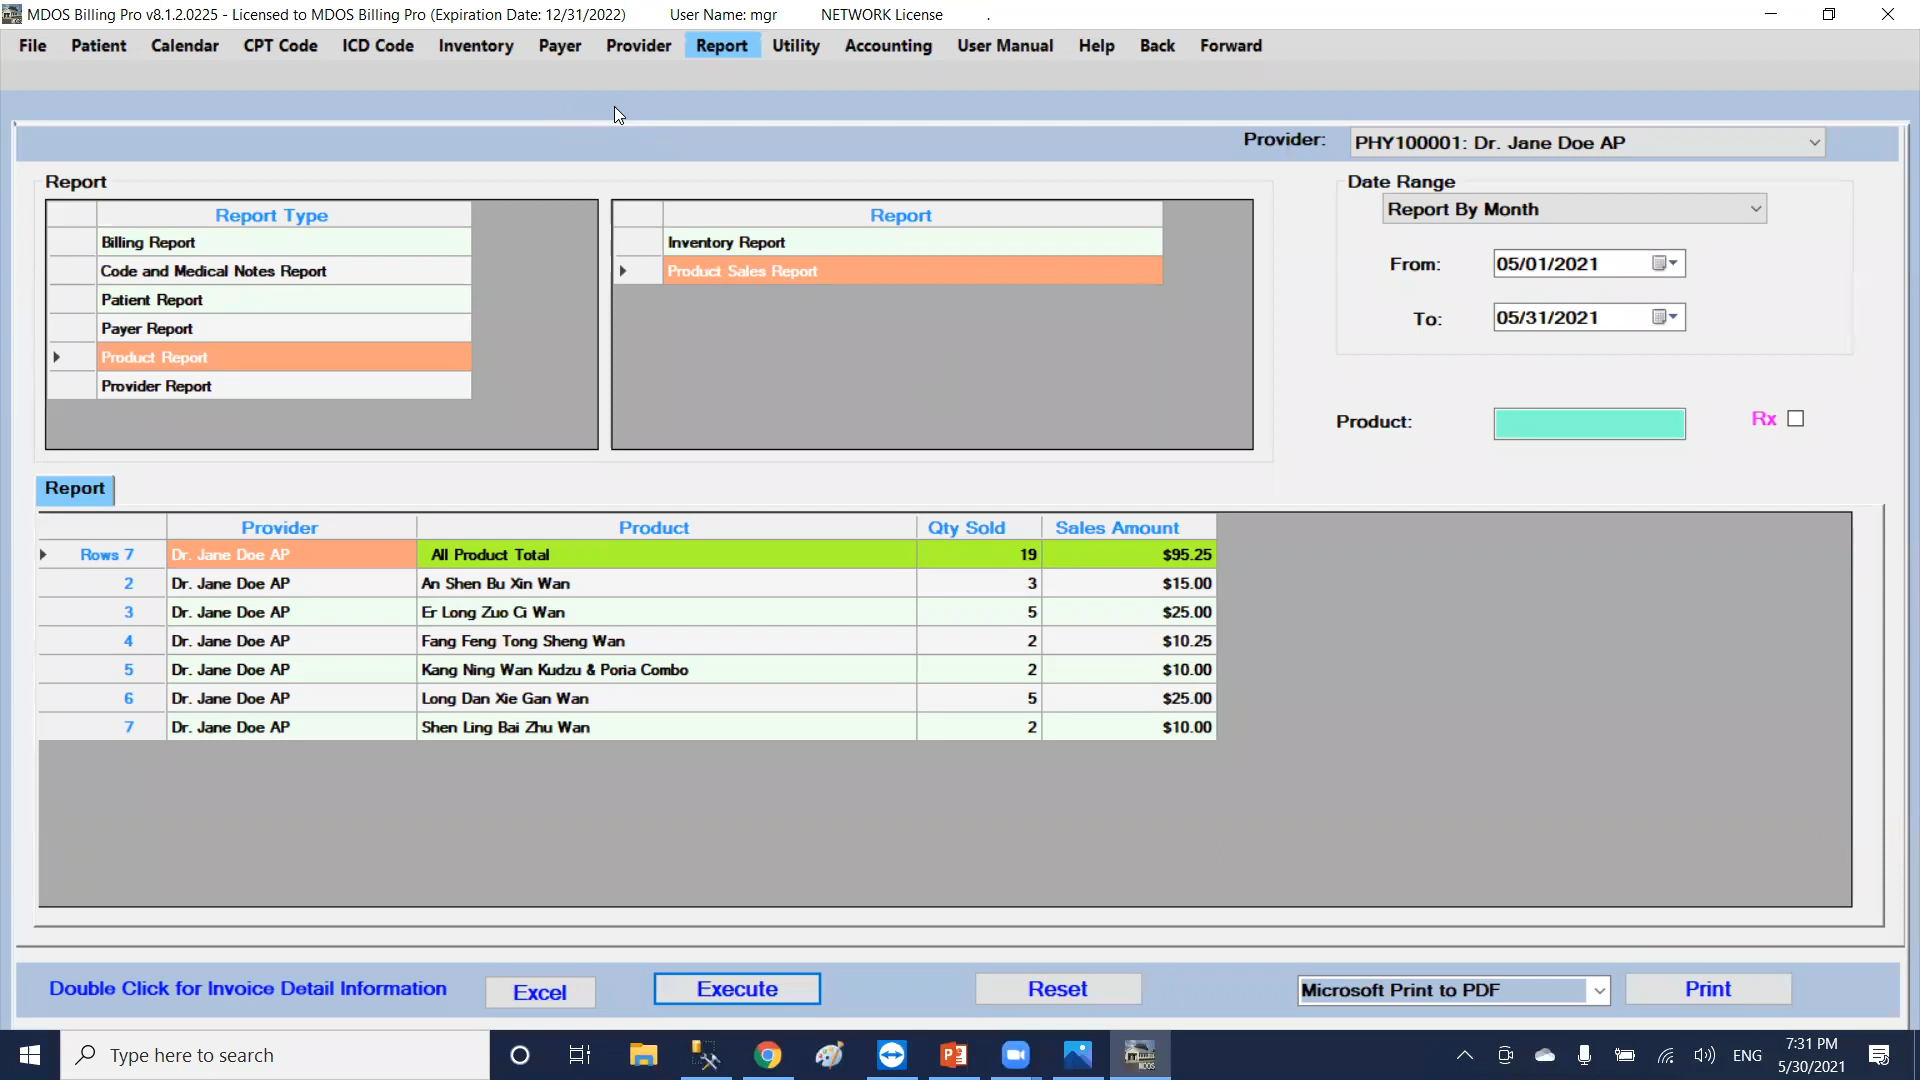 MDOS Billing Pro v8.1.2.0225 - Licensed to MDOS Billing Pro (Expiration Date: 12/31/2022) User Name: mgr NETWORK License .
File Patient Calendar CPT Code ICD Code Inventory Payer Provider Report Utility Accounting User Manual Help Back Forward
Provider: PHY100001: Dr. Jane Doe AP
Report
Date Range
Report Type
Report
Report By Month
Billing Report
Inventory Report
Code and Medical Notes Report
Product Sales Report
From: 05/01/2021
Patient Report
Payer Report
To: 05/31/2021
Product Report
Provider Report
Product:
Rx
Report
Provider Product Qty Sold Sales Amount
Rows 7 Dr. Jane Doe AP All Product Total 19 $95.25
2 Dr. Jane Doe AP An Shen Bu Xin Wan 3 $15.00
3 Dr. Jane Doe AP Er Long Zuo Ci Wan 5 $25.00
4 Dr. Jane Doe AP Fang Feng Tong Sheng Wan 2 $10.25
5 Dr. Jane Doe AP Kang Ning Wan Kudzu & Poria Combo 2 $10.00
6 Dr. Jane Doe AP Long Dan Xie Gan Wan 5 $25.00
7 Dr. Jane Doe AP Shen Ling Bai Zhu Wan 2 $10.00
Double Click for Invoice Detail Information Excel Execute Reset Microsoft Print to PDF Print
Type here to search
ENG
7:31 PM
5/30/2021